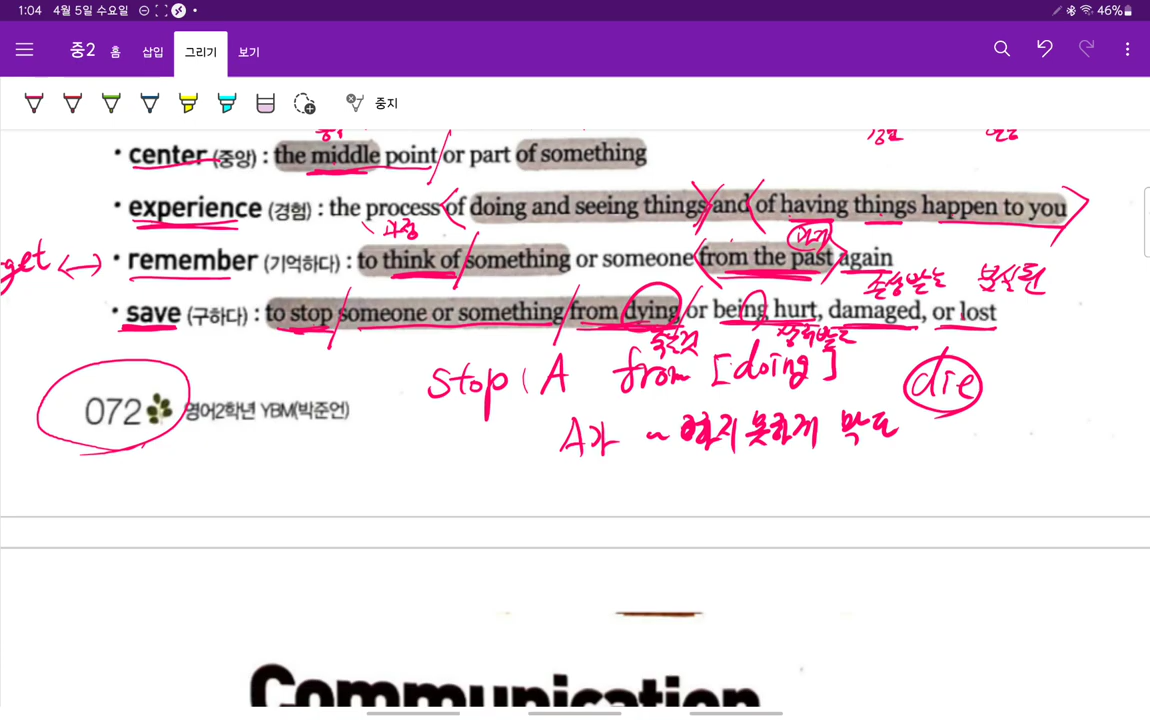 1:04 4월 5일 수요일 46%
중2 홈 삽입 그리기 보기
중지
• center (중앙) : the middle point or part of something
• experience (경험) : the process of doing and seeing things and of having things happen to you
과정 과거
get ↔ • remember (기억하다) : to think of something or someone from the past again
손상받는 분실된
• save (구하다) : to stop someone or something from dying or being hurt, damaged, or lost
죽는것
stop A from [doing] die
072 영어2학년 YBM(박준언)
A가 ~ 하지 못하게 막다
Communication